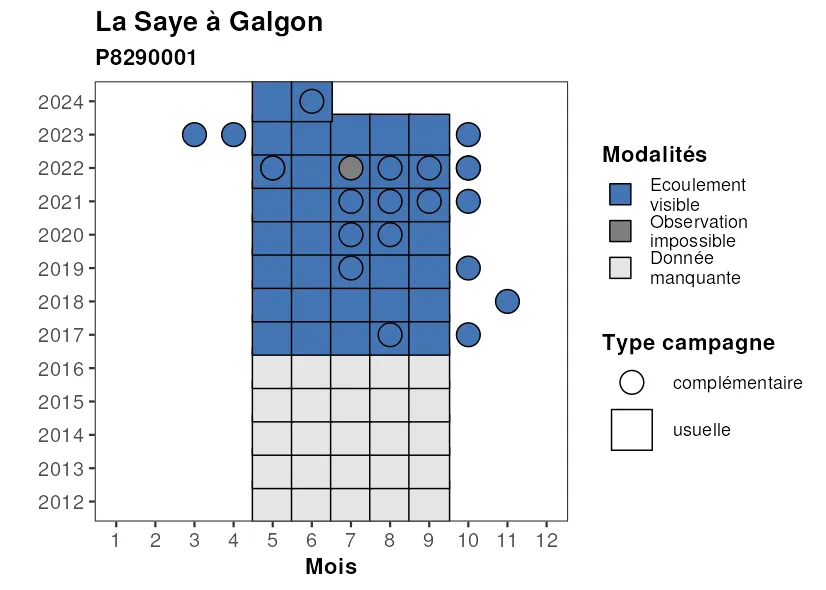 La Saye à Galgon
P8290001
2024
2023
2022
2021
2020
2019
2018
2017
2016
2015
2014
2013
2012
1 2 3 4 5 6 7 8 9 10 11 12
Mois
Modalités
Ecoulement
visible
Observation
impossible
Donnée
manquante
Type campagne
complémentaire
usuelle